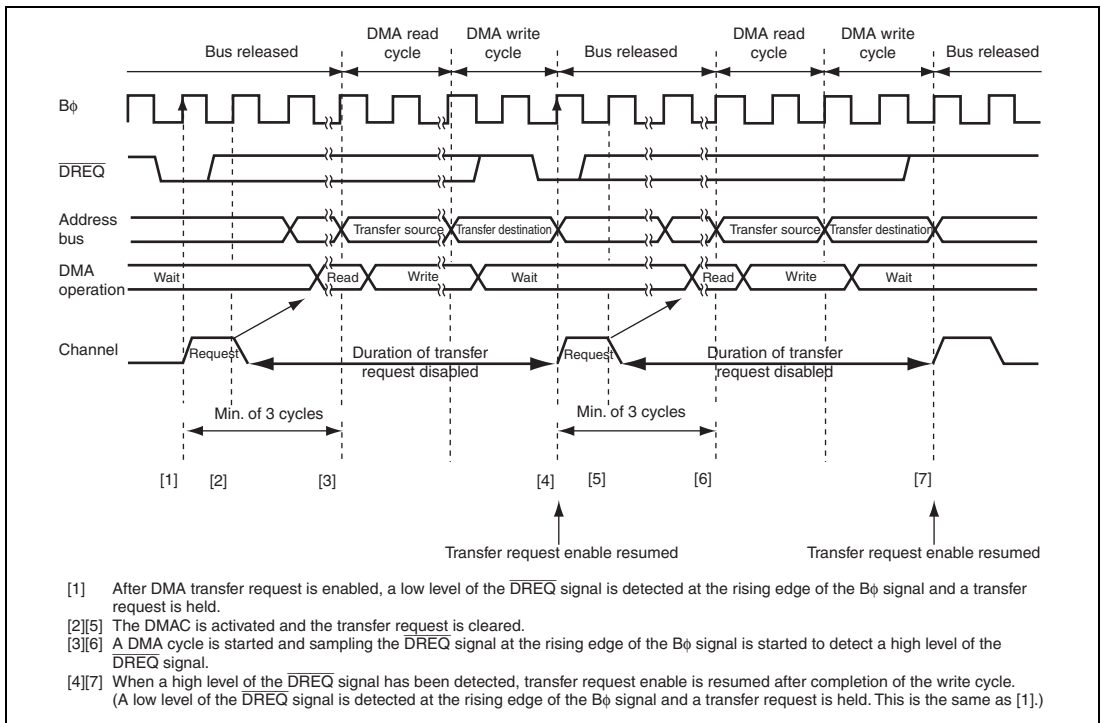 DMA read cycle
DMA write cycle
DMA read cycle
DMA write cycle
Bus released
Bus released
Bus released
Bφ
DREQ
Address bus
Transfer source
Transfer destination
Transfer source
Transfer destination
DMA operation
Wait
Read
Write
Wait
Read
Write
Wait
Channel
Request
Duration of transfer request disabled
Request
Duration of transfer request disabled
Min. of 3 cycles
Min. of 3 cycles
[1] [2] [3] [4] [5] [6] [7]
Transfer request enable resumed
Transfer request enable resumed
[1] After DMA transfer request is enabled, a low level of the DREQ signal is detected at the rising edge of the Bφ signal and a transfer
request is held.
[2][5] The DMAC is activated and the transfer request is cleared.
[3][6] A DMA cycle is started and sampling the DREQ signal at the rising edge of the Bφ signal is started to detect a high level of the
DREQ signal.
[4][7] When a high level of the DREQ signal has been detected, transfer request enable is resumed after completion of the write cycle.
(A low level of the DREQ signal is detected at the rising edge of the Bφ signal and a transfer request is held. This is the same as [1].)